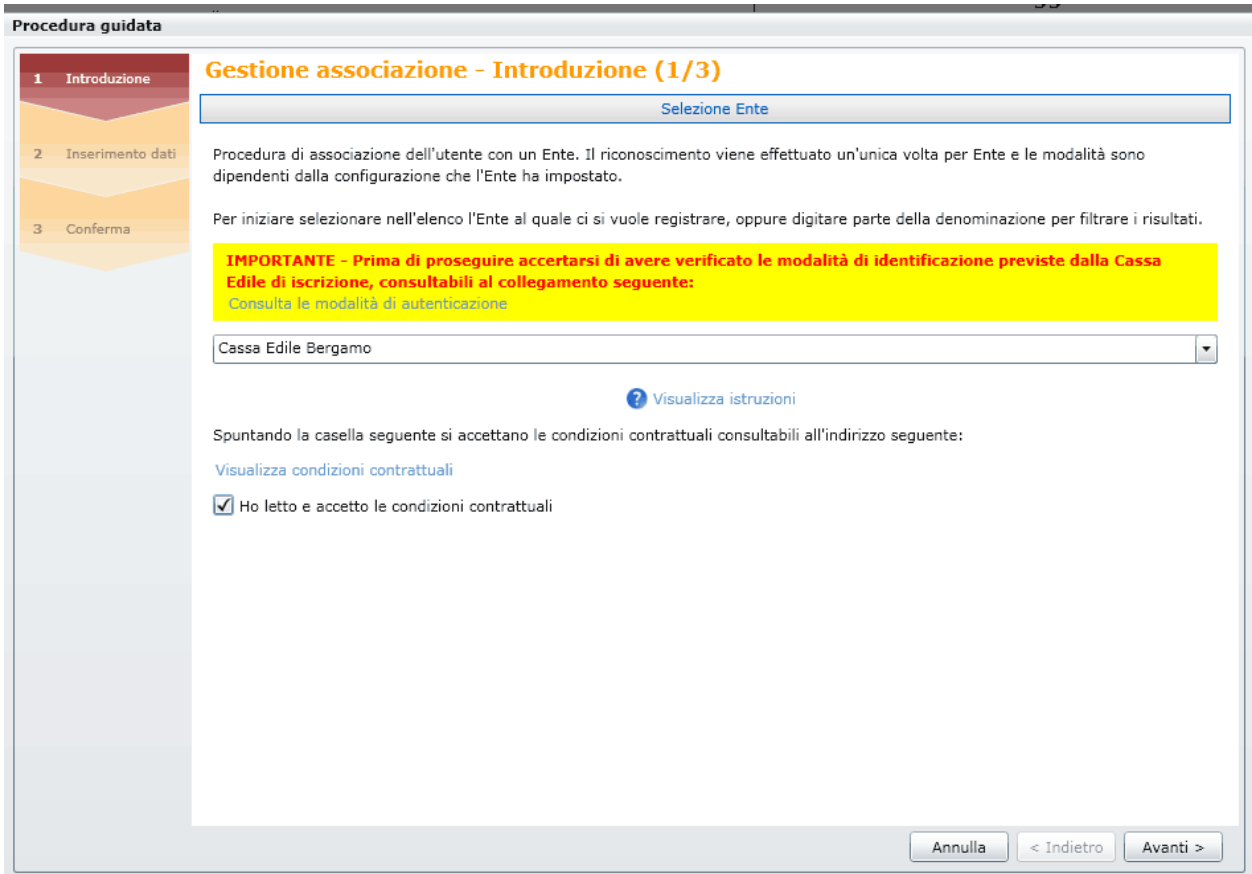 Procedura guidata
1 Introduzione
2 Inserimento dati
3 Conferma
Gestione associazione - Introduzione (1/3)
Selezione Ente
Procedura di associazione dell'utente con un Ente. Il riconoscimento viene effettuato un'unica volta per Ente e le modalità sono
dipendenti dalla configurazione che l'Ente ha impostato.
Per iniziare selezionare nell'elenco l'Ente al quale ci si vuole registrare, oppure digitare parte della denominazione per filtrare i risultati.
IMPORTANTE - Prima di proseguire accertarsi di avere verificato le modalità di identificazione previste dalla Cassa
Edile di iscrizione, consultabili al collegamento seguente:
Consulta le modalità di autenticazione
Cassa Edile Bergamo
? Visualizza istruzioni
Spuntando la casella seguente si accettano le condizioni contrattuali consultabili all'indirizzo seguente:
Visualizza condizioni contrattuali
Ho letto e accetto le condizioni contrattuali
Annulla < Indietro Avanti >